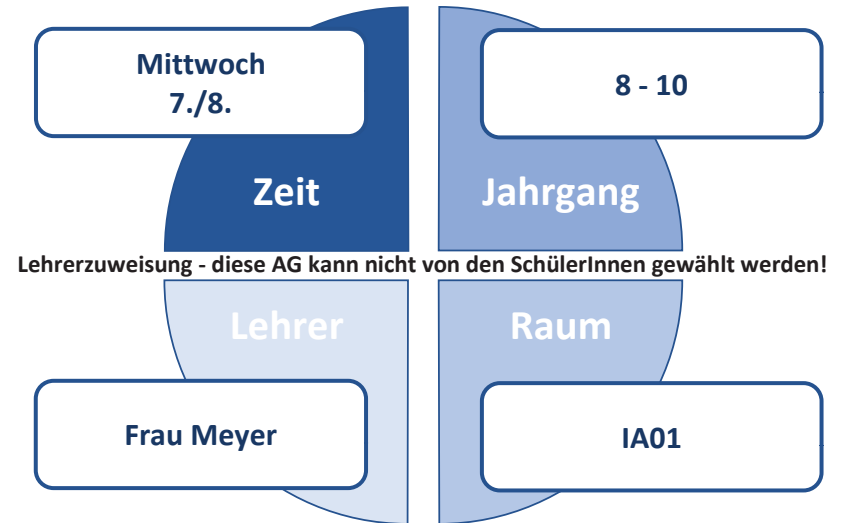 Mittwoch
7./8.
8 - 10
Zeit
Jahrgang
Lehrerzuweisung - diese AG kann nicht von den SchülerInnen gewählt werden!
Lehrer
Raum
Frau Meyer
IA01